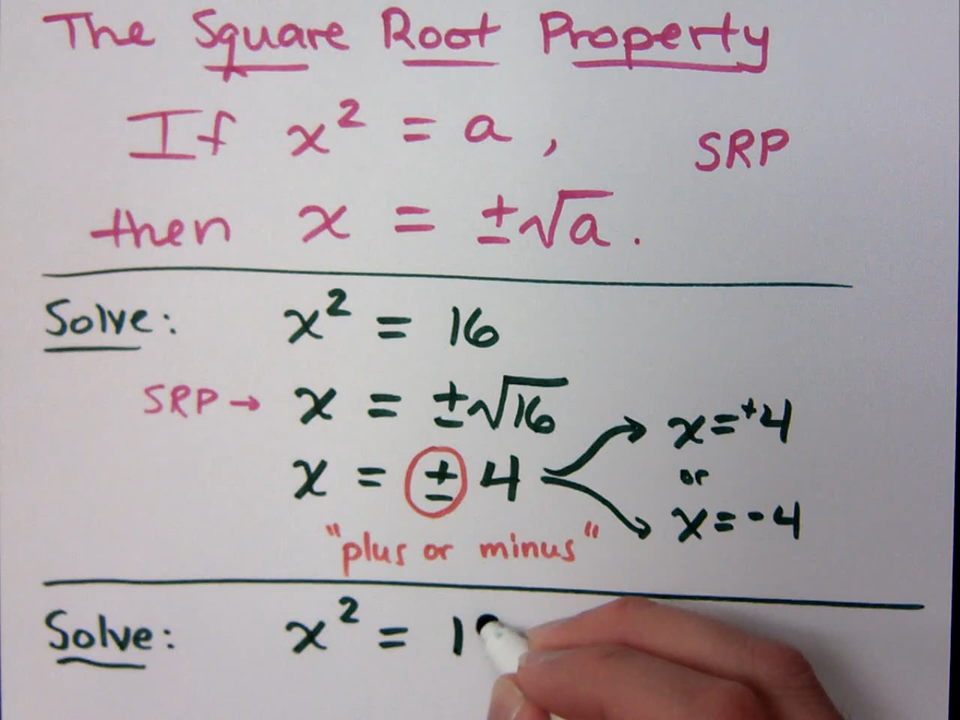 The Square Root Property
If x² = a,
SRP
then x = ±√a.
Solve: x² = 16
SRP → x = ±√16
x = ± 4
x = +4
or
x = -4
"plus or minus"
Solve: x² = 1